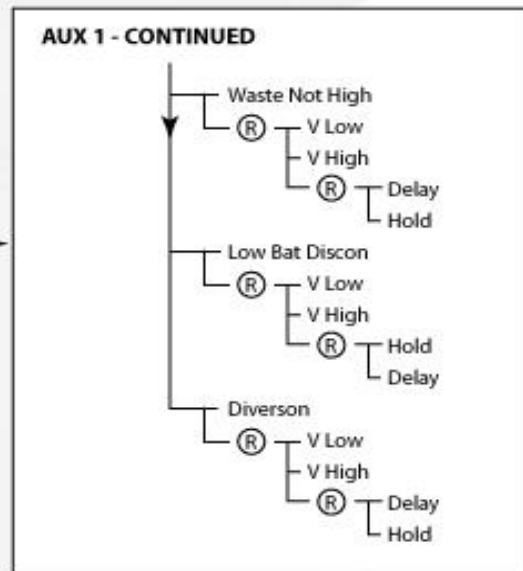 AUX 1 - CONTINUED
Waste Not High
R V Low
V High
R Delay
Hold
Low Bat Discon
R V Low
V High
R Hold
Delay
Diverson
R V Low
V High
R Delay
Hold